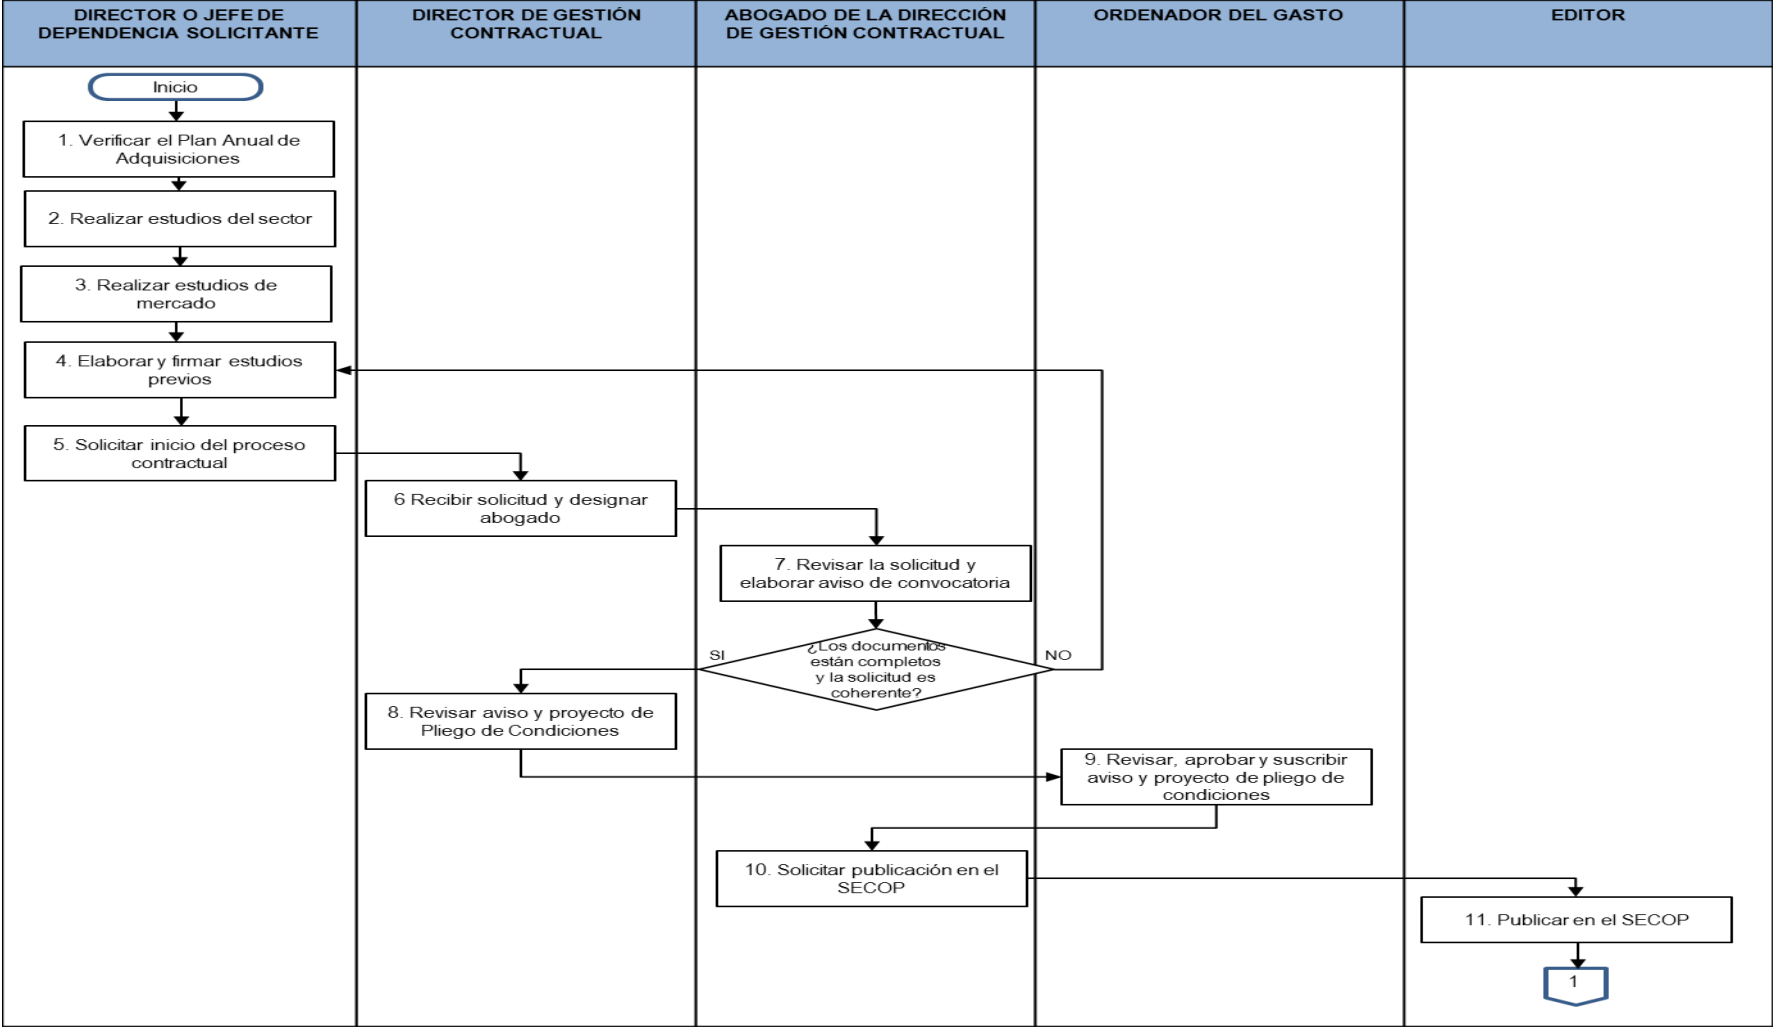 DIRECTOR O JEFE DE
DEPENDENCIA SOLICITANTE
DIRECTOR DE GESTIÓN
CONTRACTUAL
ABOGADO DE LA DIRECCIÓN
DE GESTIÓN CONTRACTUAL
ORDENADOR DEL GASTO
EDITOR
Inicio
1. Verificar el Plan Anual de
Adquisiciones
2. Realizar estudios del sector
3. Realizar estudios de
mercado
4. Elaborar y firmar estudios
previos
5. Solicitar inicio del proceso
contractual
6 Recibir solicitud y designar
abogado
7. Revisar la solicitud y
elaborar aviso de convocatoria
SI
¿Los documentos
están completos
y la solicitud es
coherente?
NO
8. Revisar aviso y proyecto de
Pliego de Condiciones
9. Revisar, aprobar y suscribir
aviso y proyecto de pliego de
condiciones
10. Solicitar publicación en el
SECOP
11. Publicar en el SECOP
1